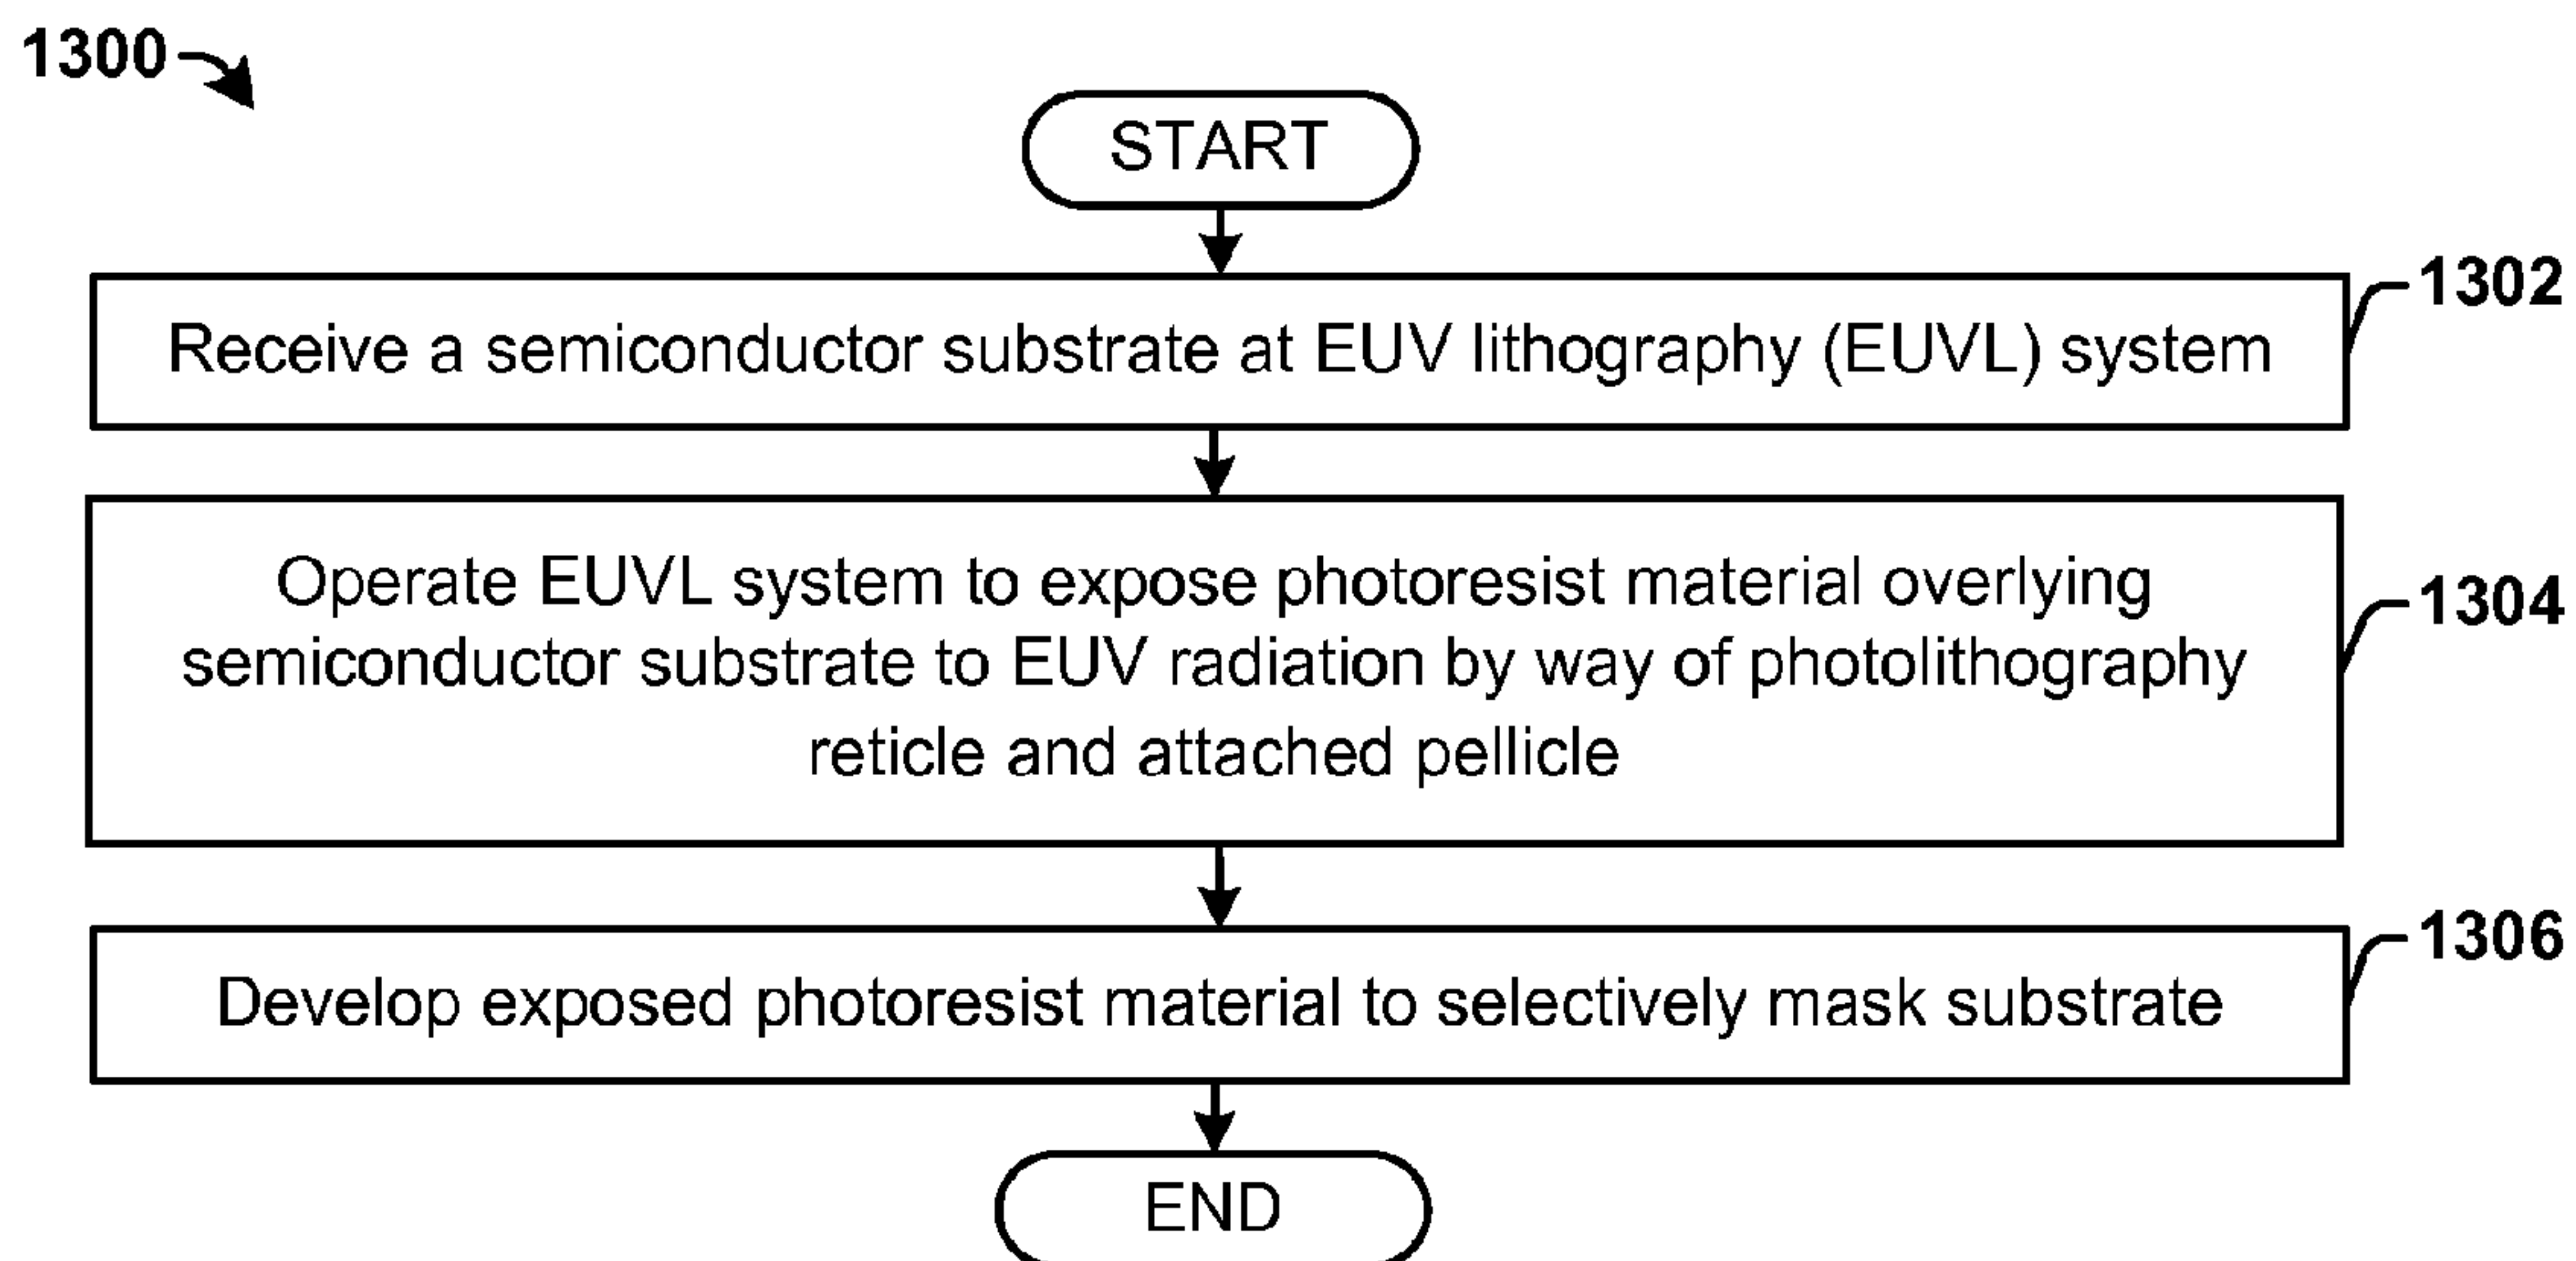 1300
START
Receive a semiconductor substrate at EUV lithography (EUVL) system
1302
Operate EUVL system to expose photoresist material overlying
semiconductor substrate to EUV radiation by way of photolithography
reticle and attached pellicle
1304
Develop exposed photoresist material to selectively mask substrate
1306
END